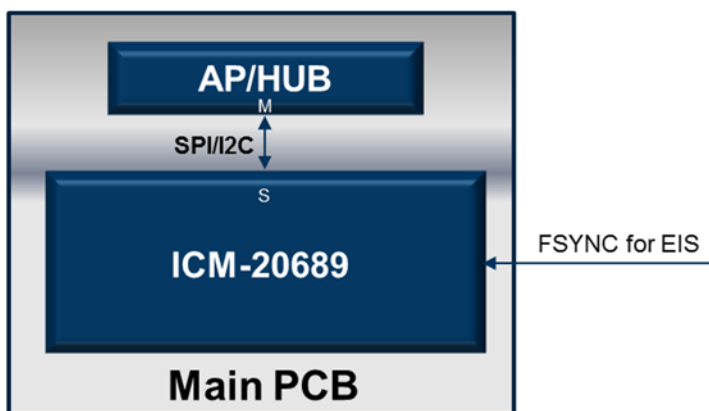 AP/HUB
M
SPI/I2C
S
ICM-20689
FSYNC for EIS
Main PCB